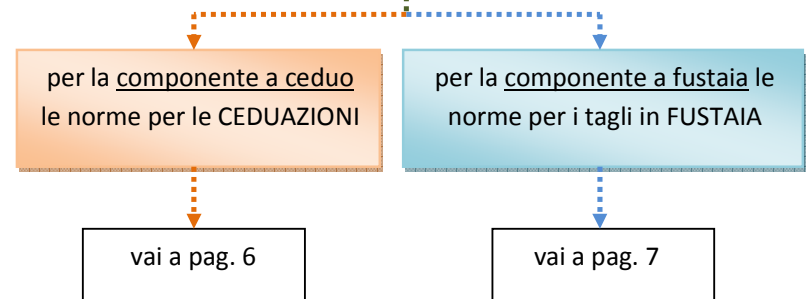 per la componente a ceduo
le norme per le CEDUAZIONI
per la componente a fustaia le
norme per i tagli in FUSTAIA
vai a pag. 6
vai a pag. 7